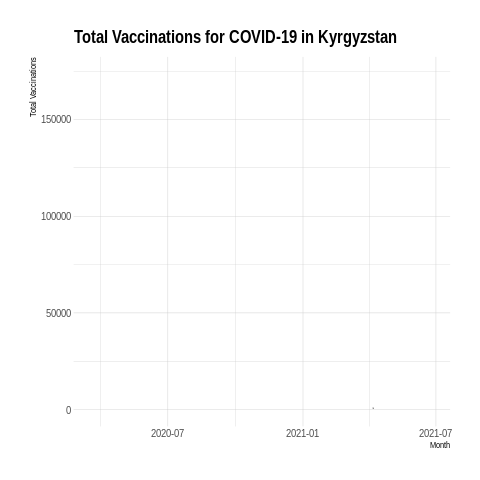 Total Vaccinations for COVID-19 in Kyrgyzstan
Total Vaccinations
150000
100000
50000
0
2020-07
2021-01
2021-07
Month